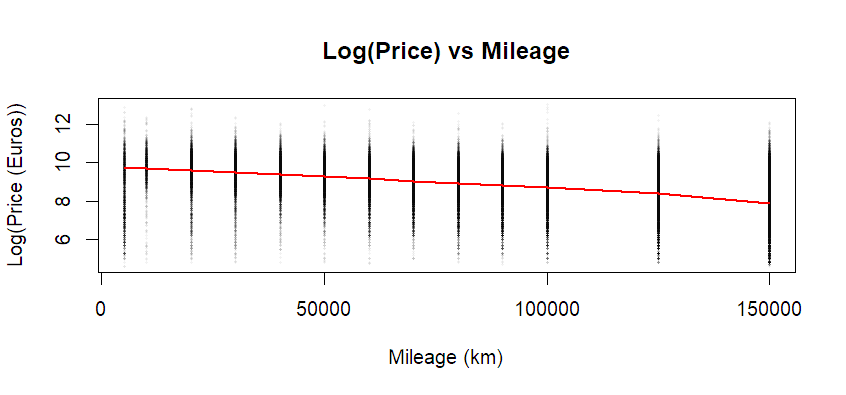 Log(Price) vs Mileage
Log(Price (Euros))
12
10
8
6
0 50000 100000 150000
Mileage (km)